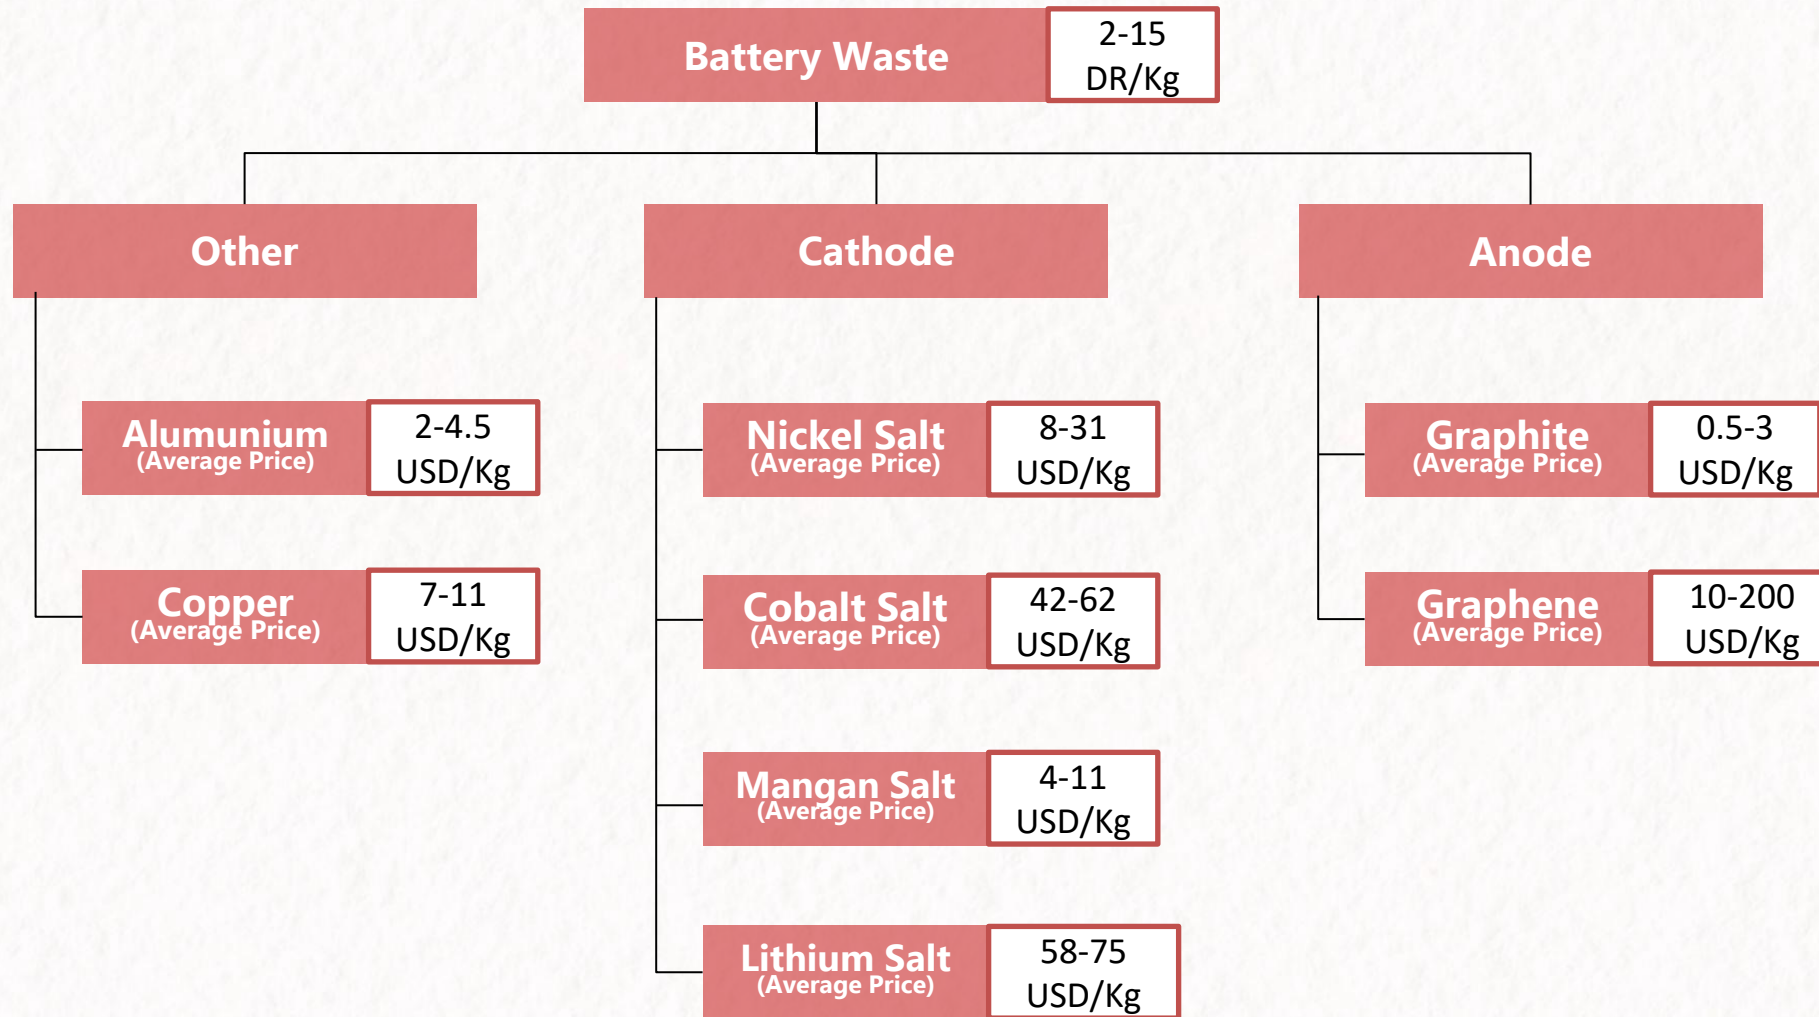 Battery Waste
2-15
DR/Kg
Other
Cathode
Anode
Alumunium
(Average Price)
2-4.5
USD/Kg
Copper
(Average Price)
7-11
USD/Kg
Nickel Salt
(Average Price)
8-31
USD/Kg
Cobalt Salt
(Average Price)
42-62
USD/Kg
Mangan Salt
(Average Price)
4-11
USD/Kg
Lithium Salt
(Average Price)
58-75
USD/Kg
Graphite
(Average Price)
0.5-3
USD/Kg
Graphene
(Average Price)
10-200
USD/Kg